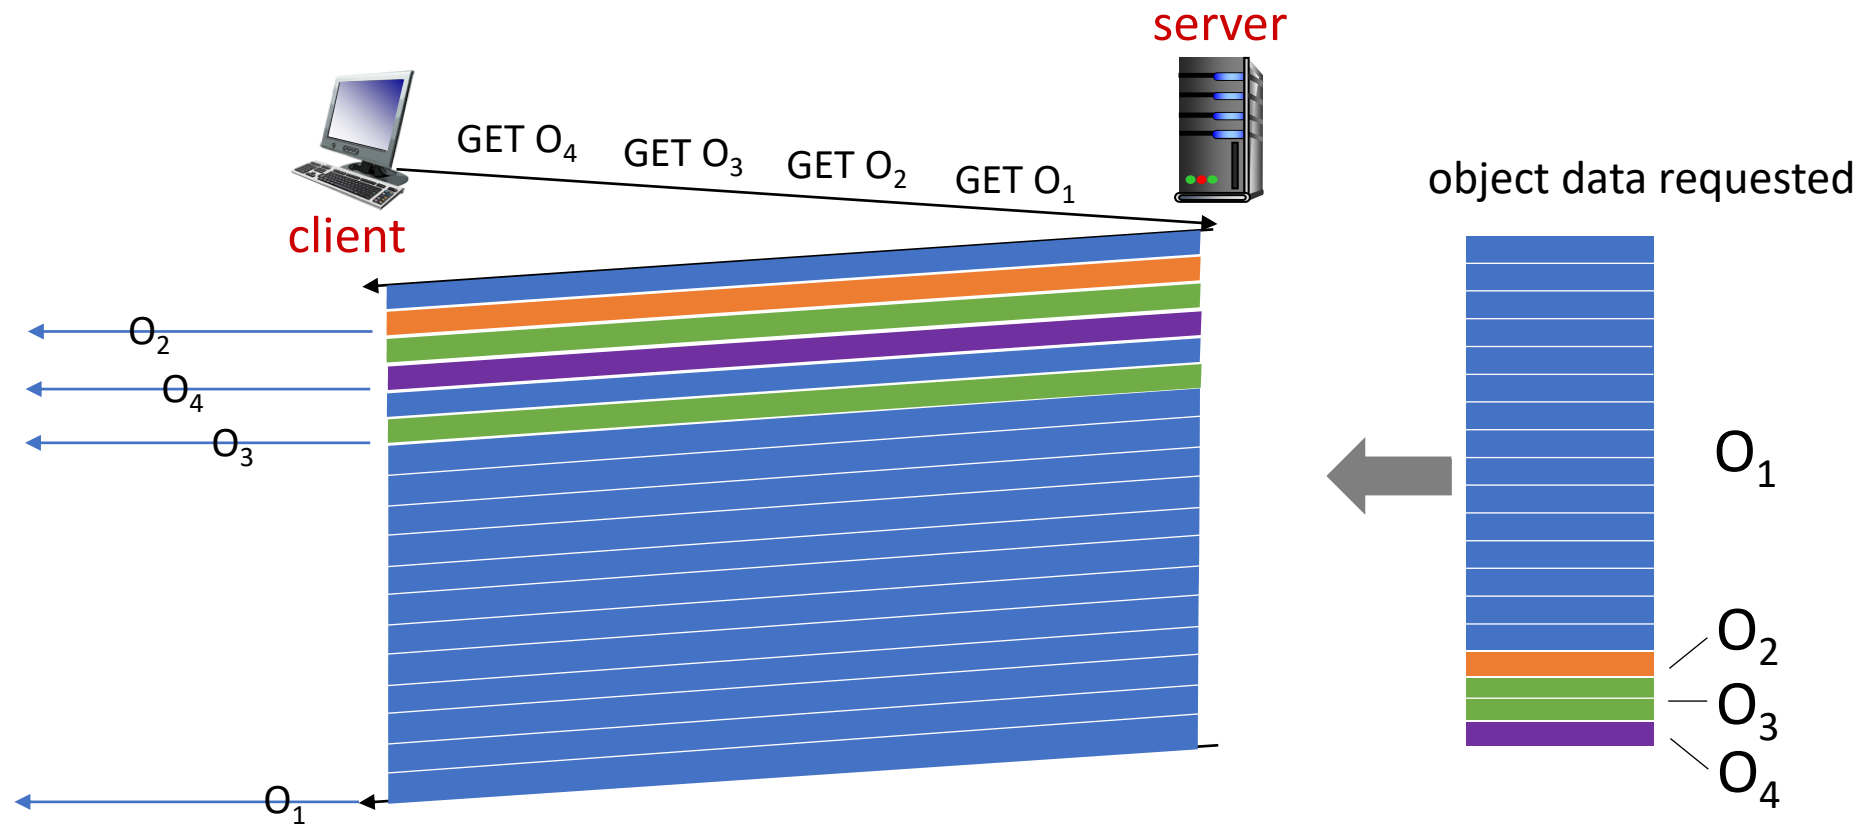 server
GET O₄
GET O₃
GET O₂
GET O₁
object data requested
client
O₂
O₄
O₃
O₁
O₂
O₃
O₄
O₁